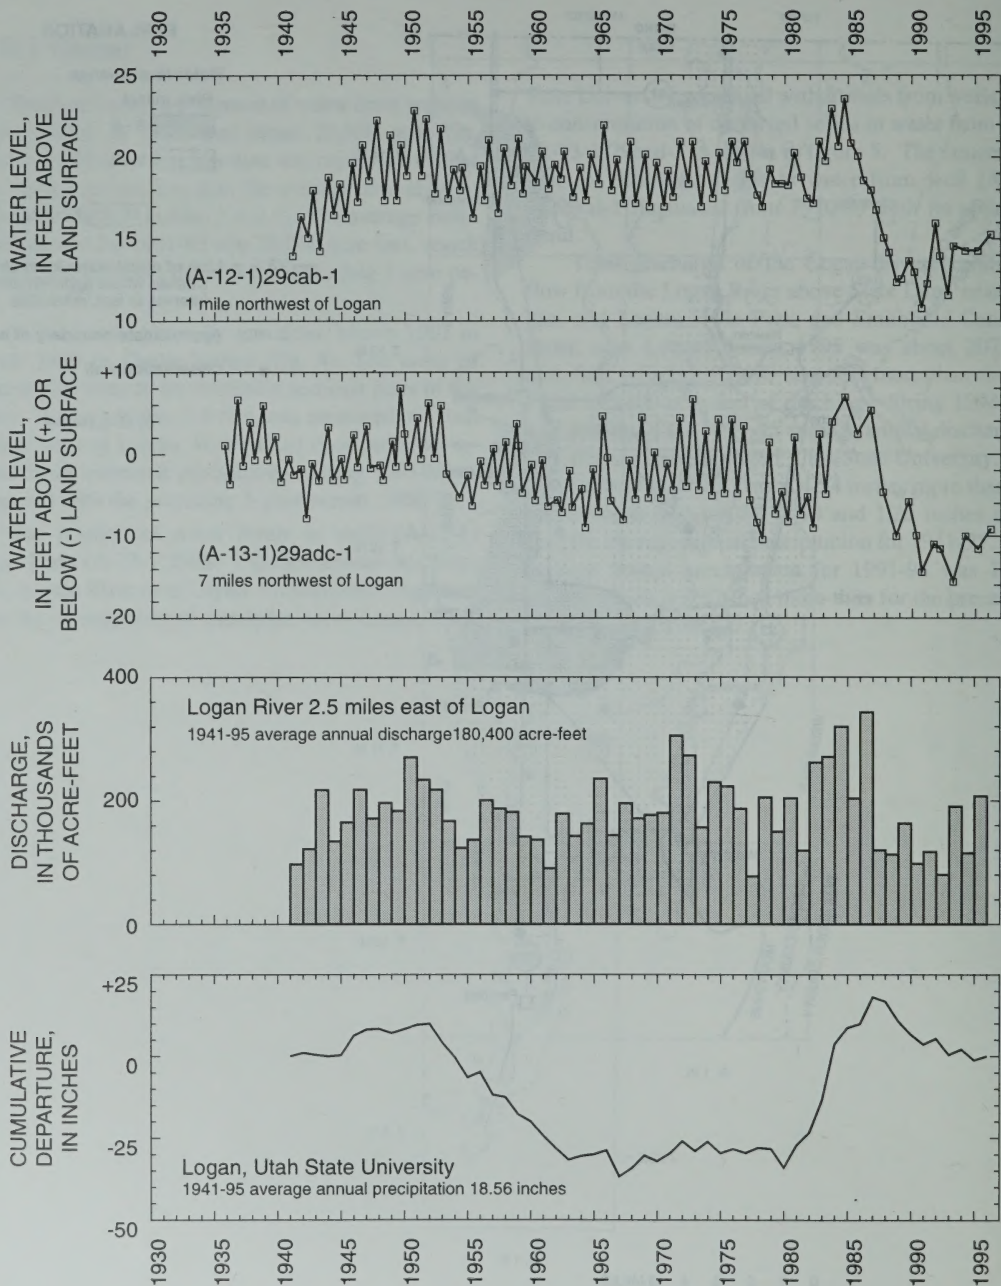 1930 1935 1940 1945 1950 1955 1960 1965 1970 1975 1980 1985 1990 1995
WATER LEVEL,
IN FEET ABOVE
LAND SURFACE
25
20
15
10
(A-12-1)29cab-1
1 mile northwest of Logan
WATER LEVEL,
IN FEET ABOVE (+) OR
BELOW (-) LAND SURFACE
+10
0
-10
-20
(A-13-1)29adc-1
7 miles northwest of Logan
DISCHARGE,
IN THOUSANDS
OF ACRE-FEET
400
200
0
Logan River 2.5 miles east of Logan
1941-95 average annual discharge180,400 acre-feet
CUMULATIVE
DEPARTURE,
IN INCHES
+25
0
-25
-50
Logan, Utah State University
1941-95 average annual precipitation 18.56 inches
1930 1935 1940 1945 1950 1955 1960 1965 1970 1975 1980 1985 1990 1995